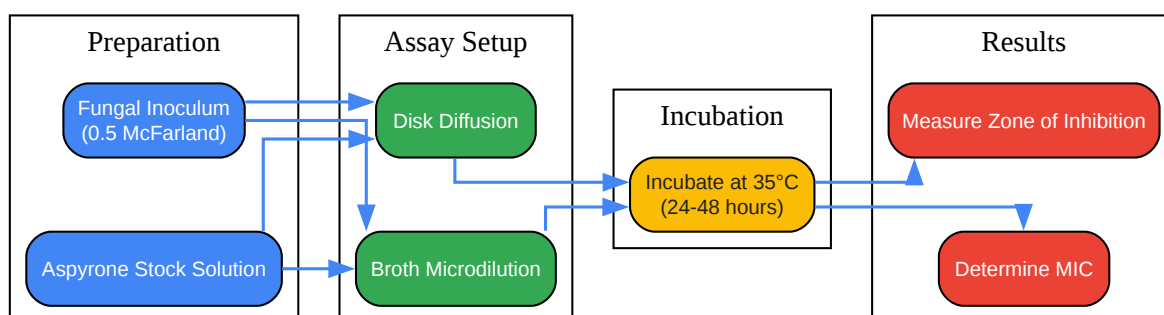 Preparation
Fungal Inoculum
(0.5 McFarland)
Aspyrone Stock Solution
Assay Setup
Disk Diffusion
Broth Microdilution
Incubation
Incubate at 35°C
(24-48 hours)
Results
Measure Zone of Inhibition
Determine MIC